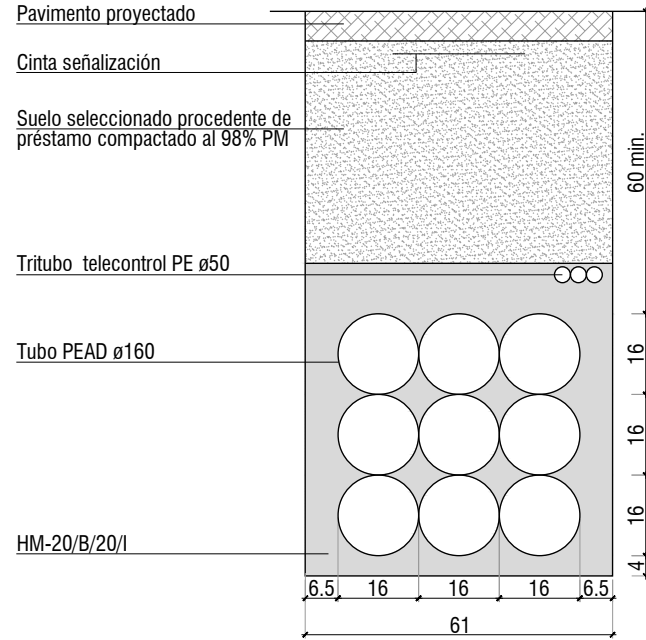 Pavimento proyectado
Cinta señalización
Suelo seleccionado procedente de
préstamo compactado al 98% PM
60 min.
Tritubo  telecontrol PE ø50
Tubo PEAD ø160
16
16
16
HM-20/B/20/I
4
6.5 16 16 16 6.5
61